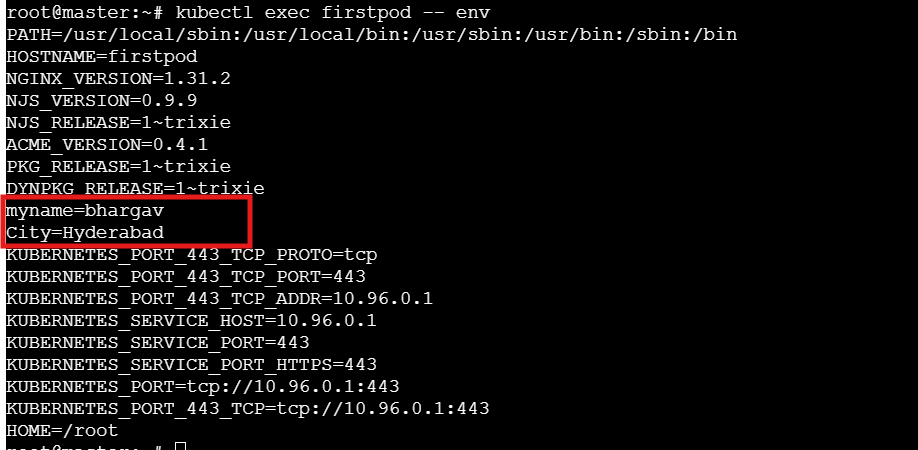 root@master:~# kubectl exec firstpod -- env
PATH=/usr/local/sbin:/usr/local/bin:/usr/sbin:/usr/bin:/sbin:/bin
HOSTNAME=firstpod
NGINX_VERSION=1.31.2
NJS_VERSION=0.9.9
NJS_RELEASE=1~trixie
ACME_VERSION=0.4.1
PKG_RELEASE=1~trixie
DYNPKG_RELEASE=1~trixie
myname=bhargav
City=Hyderabad
KUBERNETES_PORT_443_TCP_PROTO=tcp
KUBERNETES_PORT_443_TCP_PORT=443
KUBERNETES_PORT_443_TCP_ADDR=10.96.0.1
KUBERNETES_SERVICE_HOST=10.96.0.1
KUBERNETES_SERVICE_PORT=443
KUBERNETES_SERVICE_PORT_HTTPS=443
KUBERNETES_PORT=tcp://10.96.0.1:443
KUBERNETES_PORT_443_TCP=tcp://10.96.0.1:443
HOME=/root
root@master:~#